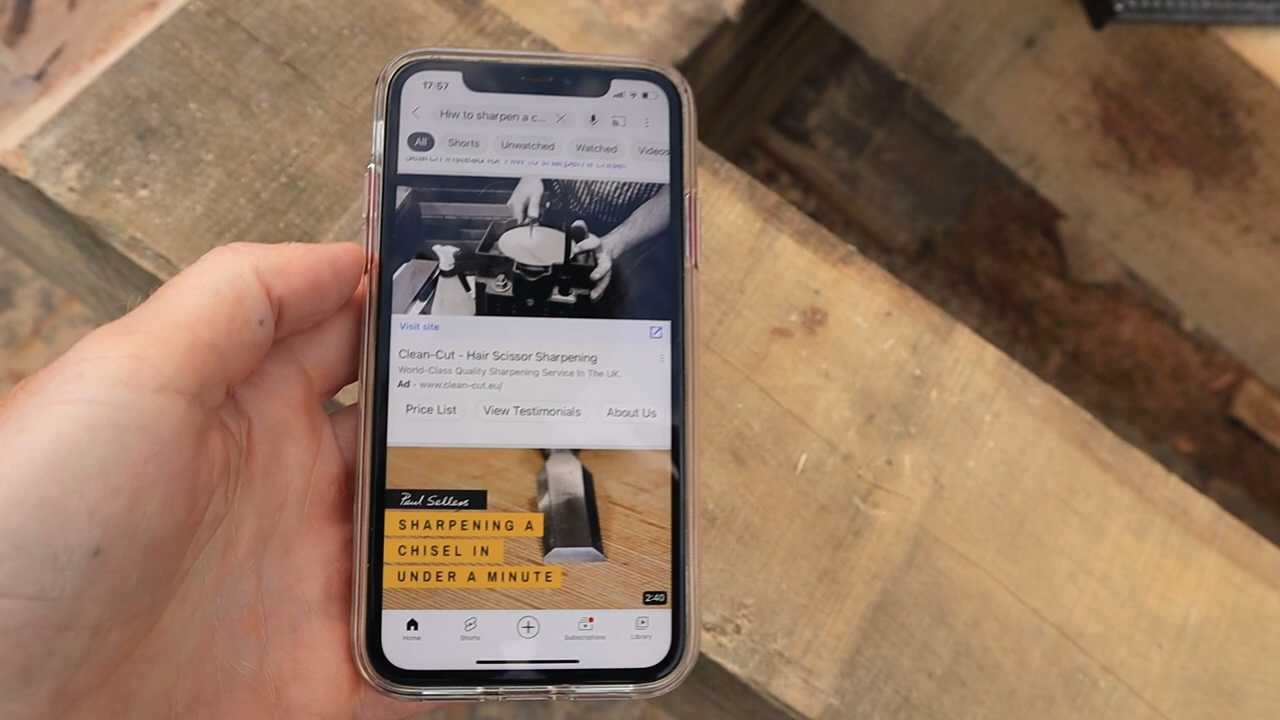 17:57
Hiw to sharpen a c...
All Shorts Unwatched Watched Videos
Search instead for How to sharpen a chisel
Visit site
Clean-Cut - Hair Scissor Sharpening
World-Class Quality Sharpening Service In The UK.
Ad - www.clean-cut.eu/
Price List View Testimonials About Us
Paul Sellers
SHARPENING A
CHISEL IN
UNDER A MINUTE
2:40
Home Shorts Subscriptions Library